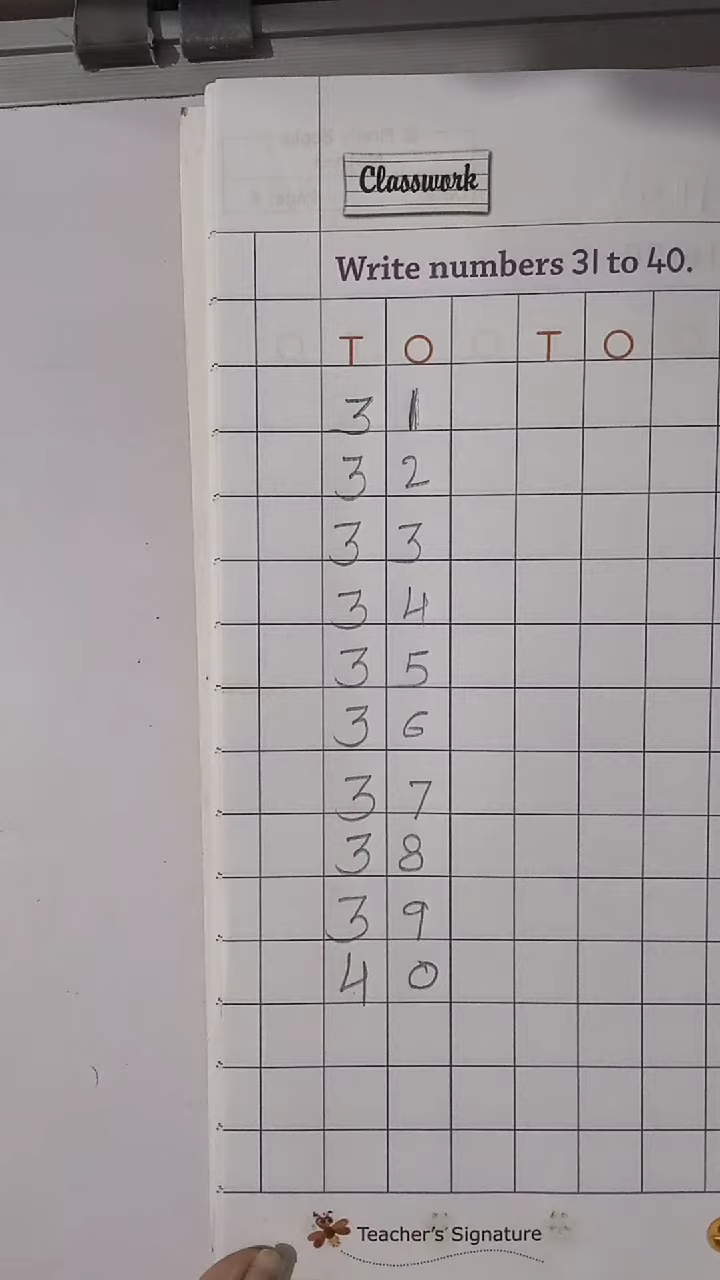 Classwork
Write numbers 31 to 40.
T O T O
3 1
3 2
3 3
3 4
3 5
3 6
3 7
3 8
3 9
4 0
Teacher's Signature